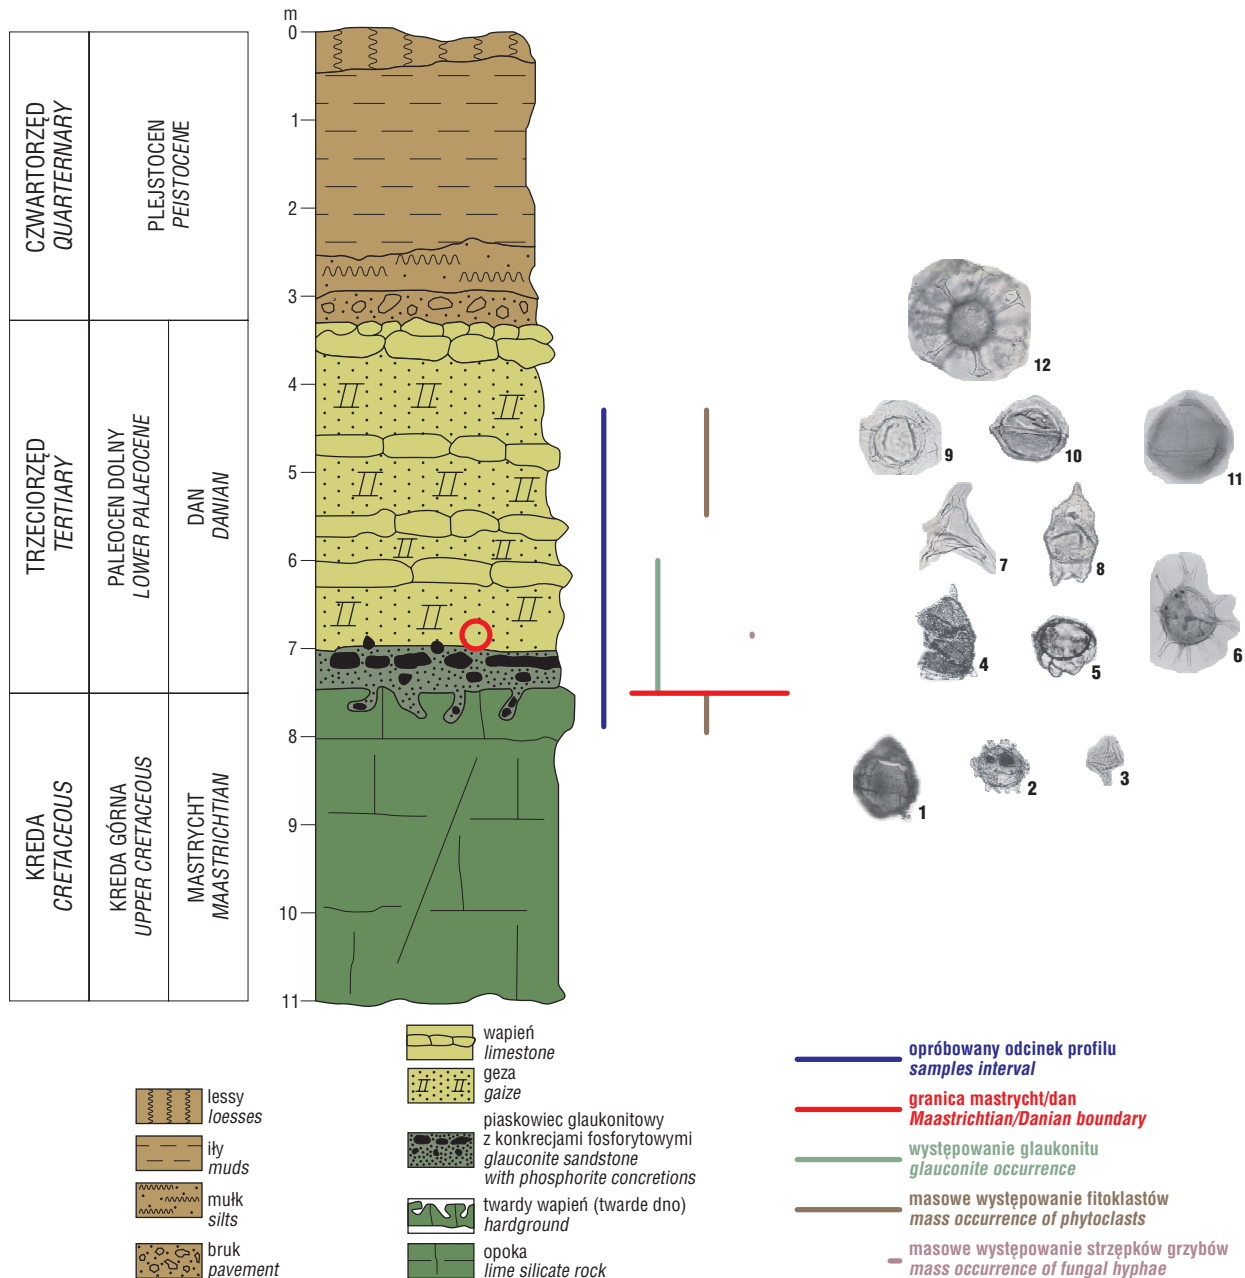 m
0
1
2
3
4
5
6
7
8
9
10
11
CZWARTORZĘD
QUARTERNARY
PLEJSTOCEN
PEISTOCENE
TRZECIORZĘD
TERTIARY
PALEOCEN DOLNY
LOWER PALAEOCENE
DAN
DANIAN
KREDA
CRETACEOUS
KREDA GÓRNA
UPPER CRETACEOUS
MASTRYCHT
MAASTRICHTIAN
12
9
10
11
7
8
4
5
6
1
2
3
lessy
loesses
iły
muds
mułk
silts
bruk
pavement
wapień
limestone
geza
gaize
piaskowiec glaukonitowy
z konkrecjami fosforytowymi
glauconite sandstone
with phosphorite concretions
twardy wapień (twarde dno)
hardground
opoka
lime silicate rock
opróbowany odcinek profilu
samples interval
granica mastrycht/dan
Maastrichtian/Danian boundary
występowanie glaukonitu
glauconite occurrence
masowe występowanie fitoklastów
mass occurrence of phytoclasts
masowe występowanie strzępków grzybów
mass occurrence of fungal hyphae